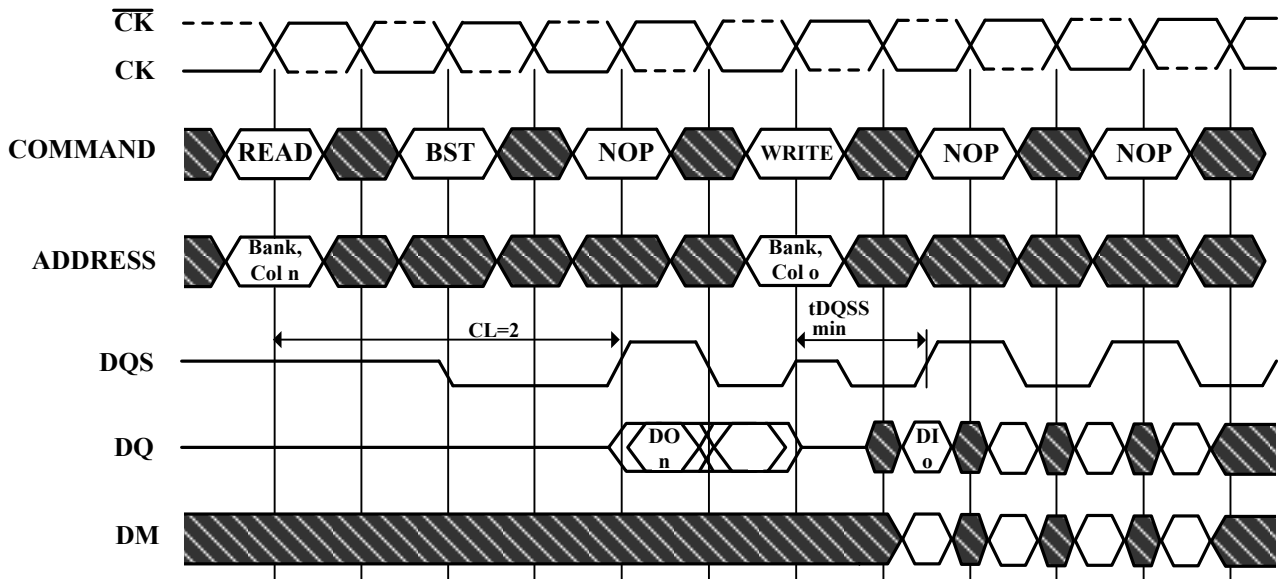 CK
CK
COMMAND READ BST NOP WRITE NOP NOP
ADDRESS Bank, Col n Bank, Col o
CL=2 tDQSS min
DQS
DQ DO n DI o
DM